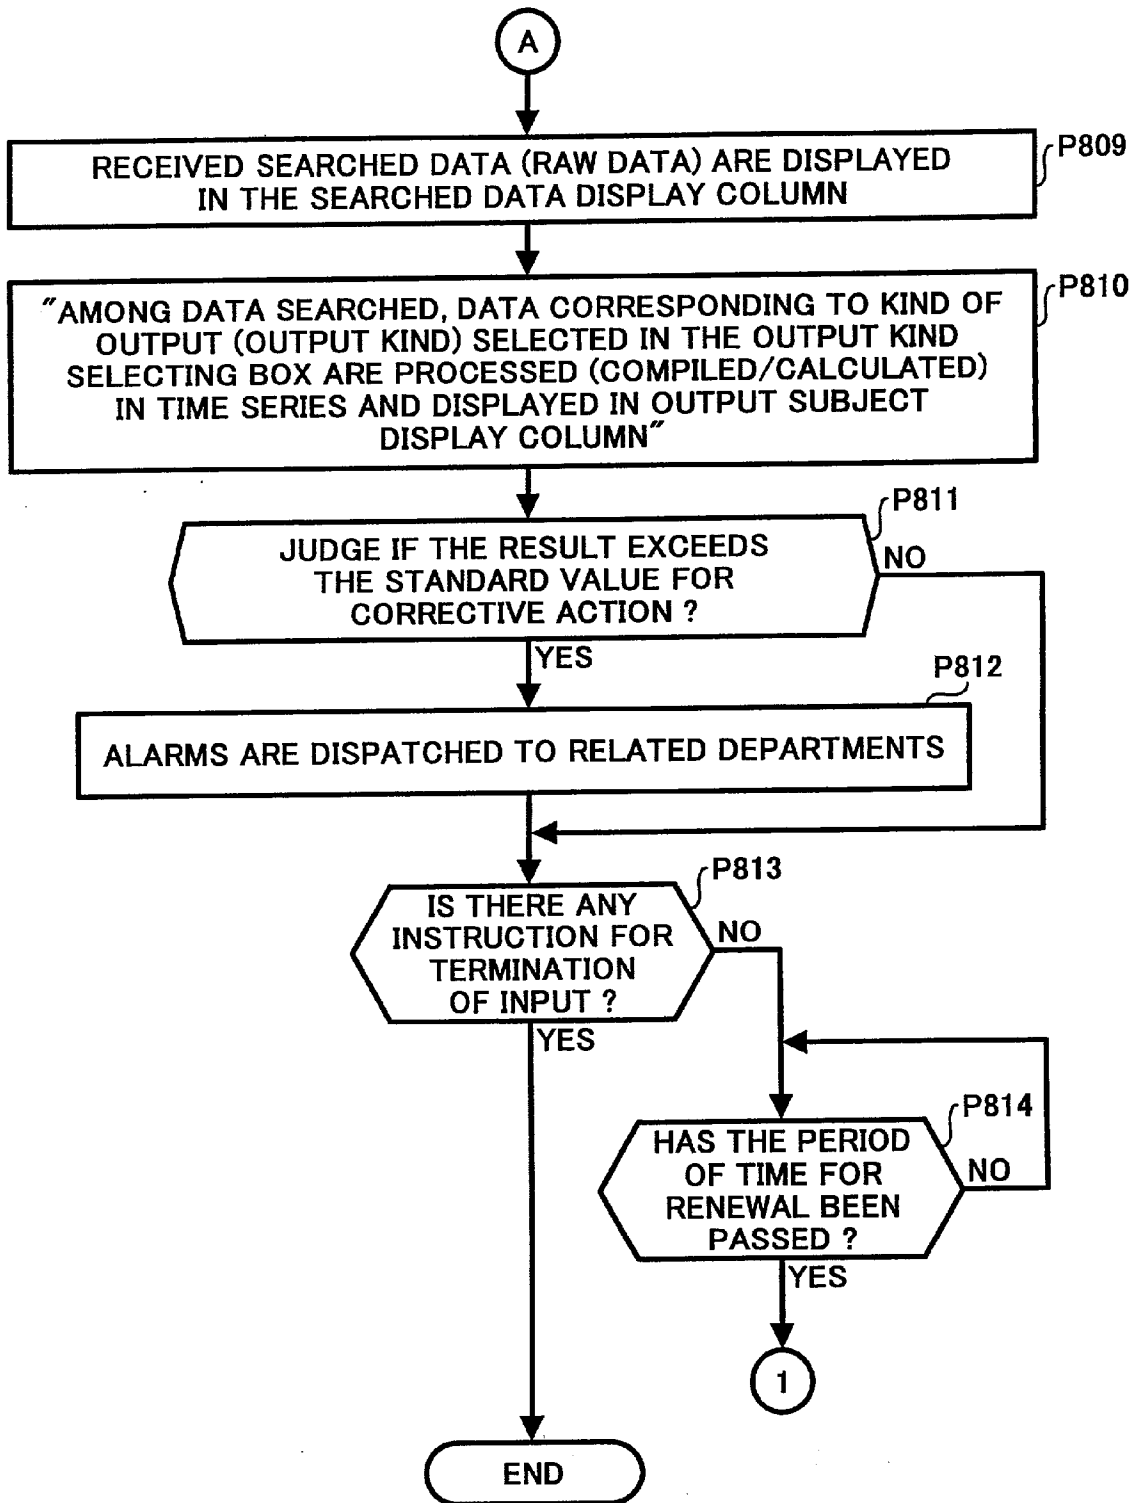 A
P809
RECEIVED SEARCHED DATA (RAW DATA) ARE DISPLAYED
IN THE SEARCHED DATA DISPLAY COLUMN
P810
"AMONG DATA SEARCHED, DATA CORRESPONDING TO KIND OF
OUTPUT (OUTPUT KIND) SELECTED IN THE OUTPUT KIND
SELECTING BOX ARE PROCESSED (COMPILED/CALCULATED)
IN TIME SERIES AND DISPLAYED IN OUTPUT SUBJECT
DISPLAY COLUMN"
P811
JUDGE IF THE RESULT EXCEEDS
THE STANDARD VALUE FOR
CORRECTIVE ACTION ?
NO
YES
P812
ALARMS ARE DISPATCHED TO RELATED DEPARTMENTS
P813
IS THERE ANY
INSTRUCTION FOR
TERMINATION
OF INPUT ?
NO
YES
P814
HAS THE PERIOD
OF TIME FOR
RENEWAL BEEN
PASSED ?
NO
YES
1
END